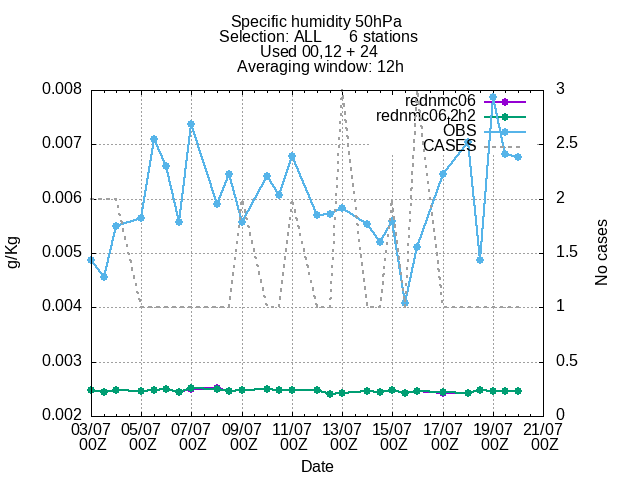 Specific humidity 50hPa
Selection: ALL 6 stations
Used 00,12 + 24
Averaging window: 12h
0.008
0.007
0.006
0.005
0.004
0.003
0.002
g/Kg
3
2.5
2
1.5
1
0.5
0
No cases
rednmc06
rednmc06.2h2
OBS
CASES
03/07 05/07 07/07 09/07 11/07 13/07 15/07 17/07 19/07 21/07
00Z 00Z 00Z 00Z 00Z 00Z 00Z 00Z 00Z 00Z
Date